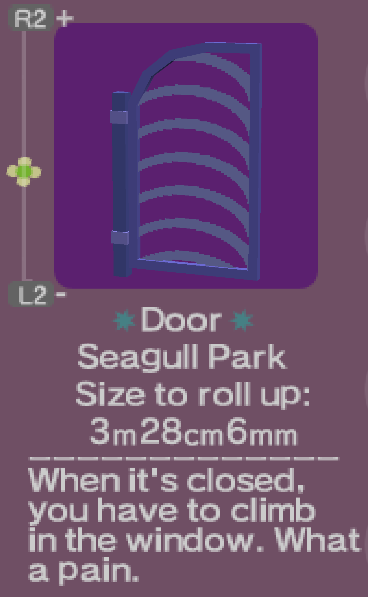 R2 +
L2 -
Door
Seagull Park
Size to roll up:
3m28cm6mm
When it's closed,
you have to climb
in the window. What
a pain.